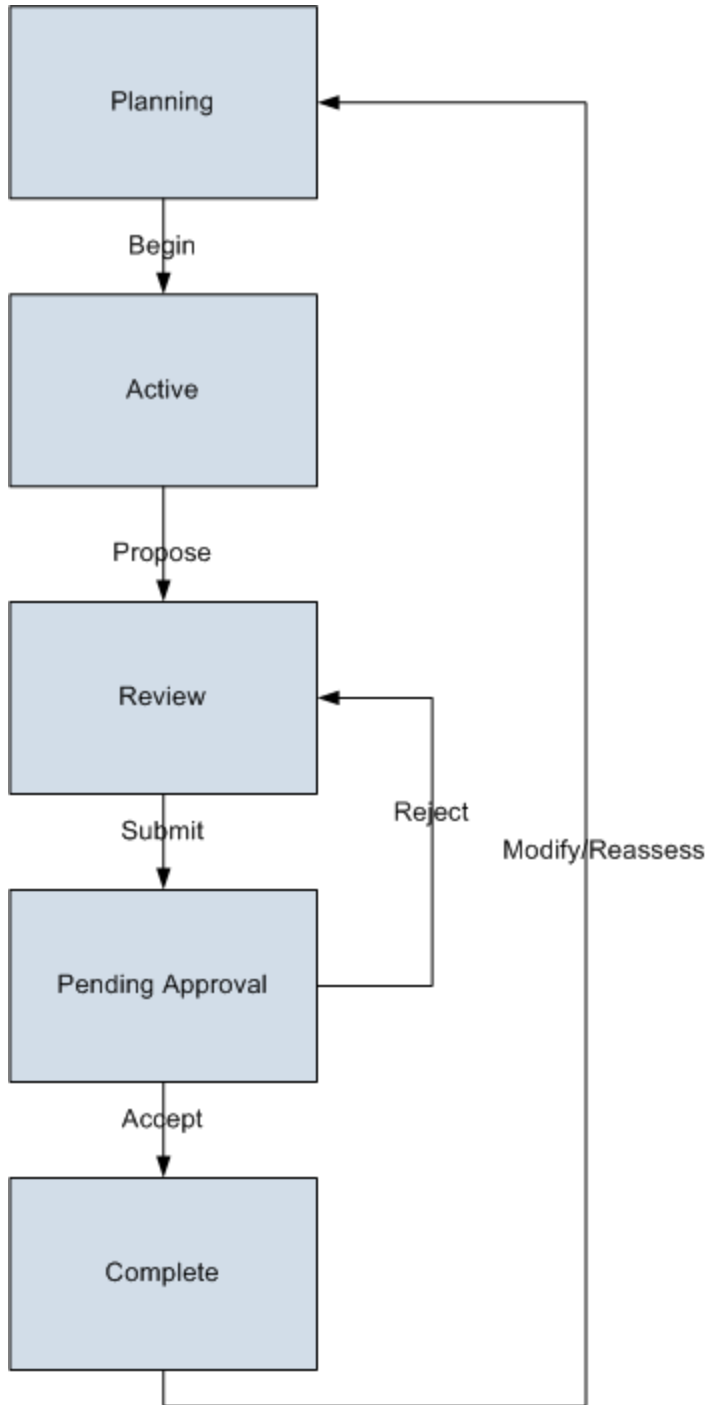 Planning
Begin
Active
Propose
Review
Submit
Reject
Modify/Reassess
Pending Approval
Accept
Complete